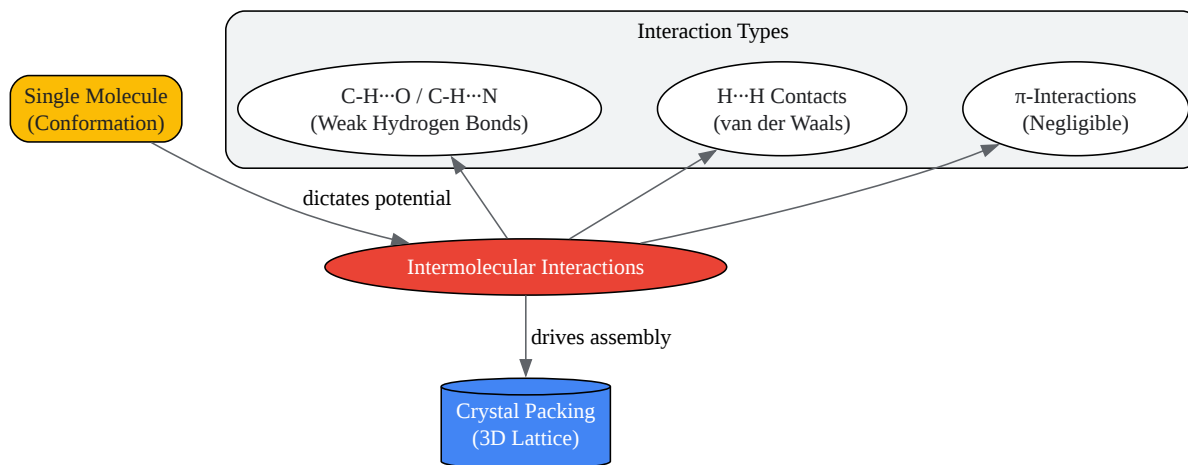 Interaction Types
Single Molecule
(Conformation)
C-H···O / C-H···N
(Weak Hydrogen Bonds)
H···H Contacts
(van der Waals)
π-Interactions
(Negligible)
dictates potential
Intermolecular Interactions
drives assembly
Crystal Packing
(3D Lattice)